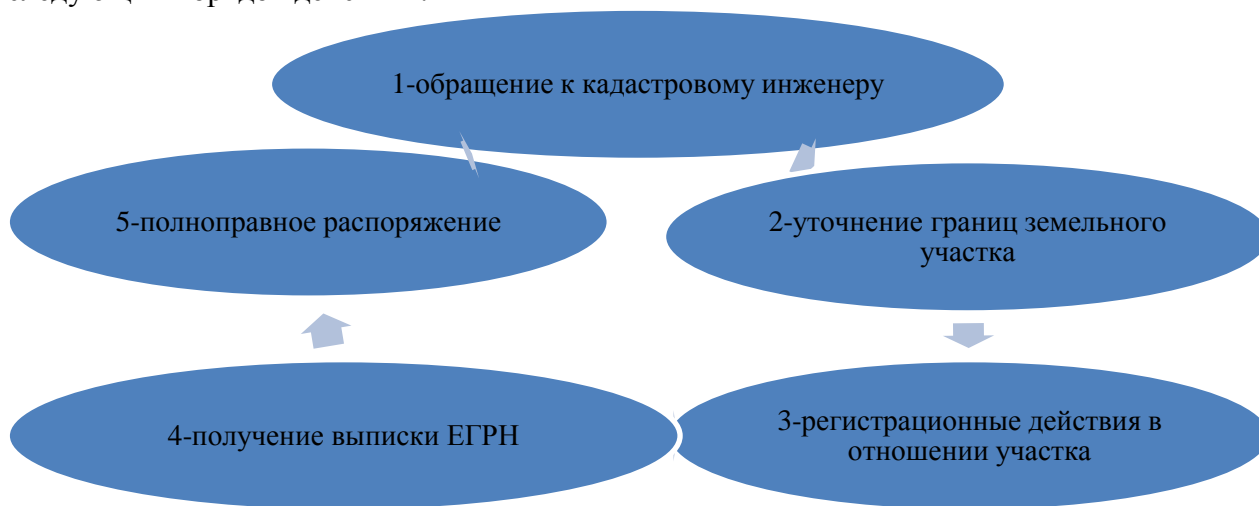 1-обращение к кадастровому инженеру
2-уточнение границ земельного
участка
3-регистрационные действия в
отношении участка
4-получение выписки ЕГРН
5-полноправное распоряжение